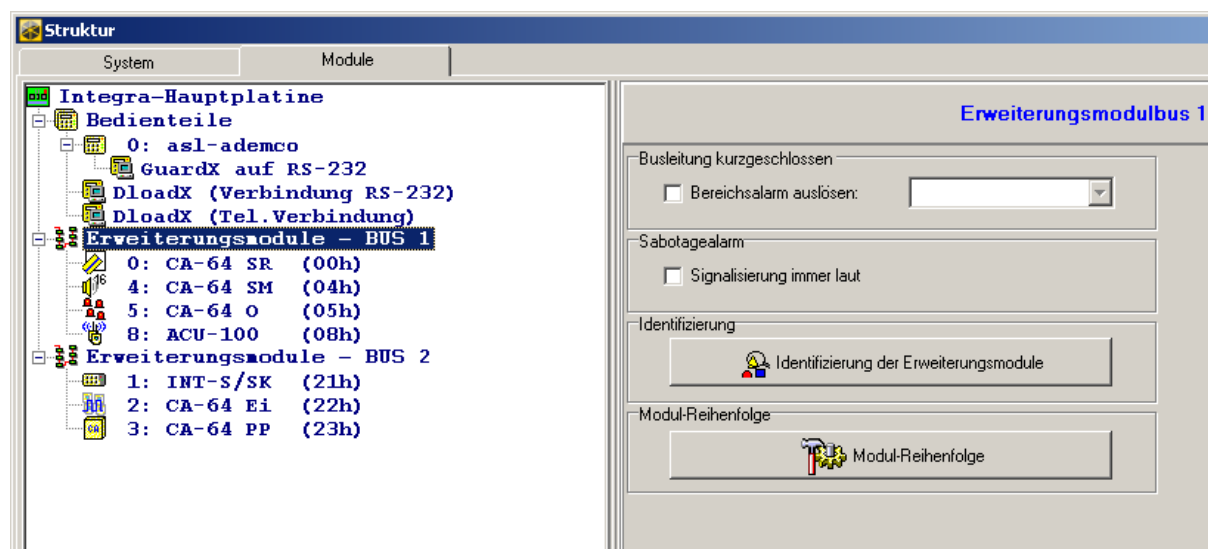 Struktur
System
Module
Integra-Hauptplatine
Bedienteile
0: asl-ademco
GuardX auf RS-232
DloadX (Verbindung RS-232)
DloadX (Tel.Verbindung)
Erweiterungsmodule - BUS 1
0: CA-64 SR (00h)
16
4: CA-64 SM (04h)
5: CA-64 O (05h)
8: ACU-100 (08h)
Erweiterungsmodule - BUS 2
1: INT-S/SK (21h)
2: CA-64 Ei (22h)
CA
3: CA-64 PP (23h)
Erweiterungsmodulbus 1
Busleitung kurzgeschlossen
Bereichsalarm auslösen:
Sabotagealarm
Signalisierung immer laut
Identifizierung
Identifizierung der Erweiterungsmodule
Modul-Reihenfolge
Modul-Reihenfolge